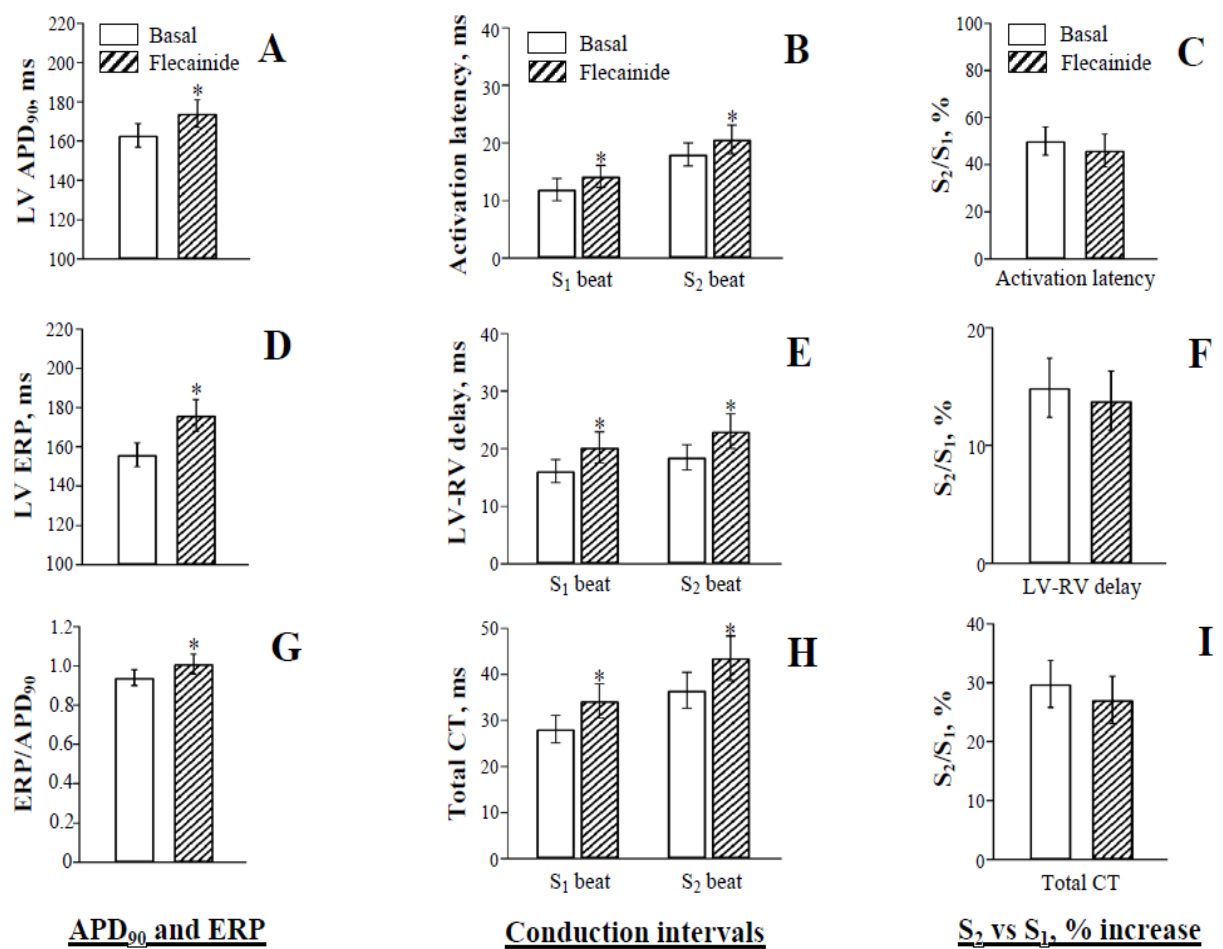 220
200
180
160
140
120
100
LV APD90, ms
Basal
Flecainide
A
*
40
30
20
10
0
Activation latency, ms
Basal
Flecainide
B
*
*
S1 beat
S2 beat
100
80
60
40
20
0
S2/S1, %
Basal
Flecainide
C
Activation latency
220
200
180
160
140
120
100
LV ERP, ms
D
*
40
30
20
10
0
LV-RV delay, ms
E
*
*
S1 beat
S2 beat
20
10
0
S2/S1, %
F
LV-RV delay
1.2
1.0
0.8
0.6
0.4
0.2
0
ERP/APD90
G
*
50
40
30
20
10
0
Total CT, ms
H
*
*
S1 beat
S2 beat
40
30
20
10
0
S2/S1, %
I
Total CT
APD90 and ERP
Conduction intervals
S2 vs S1, % increase